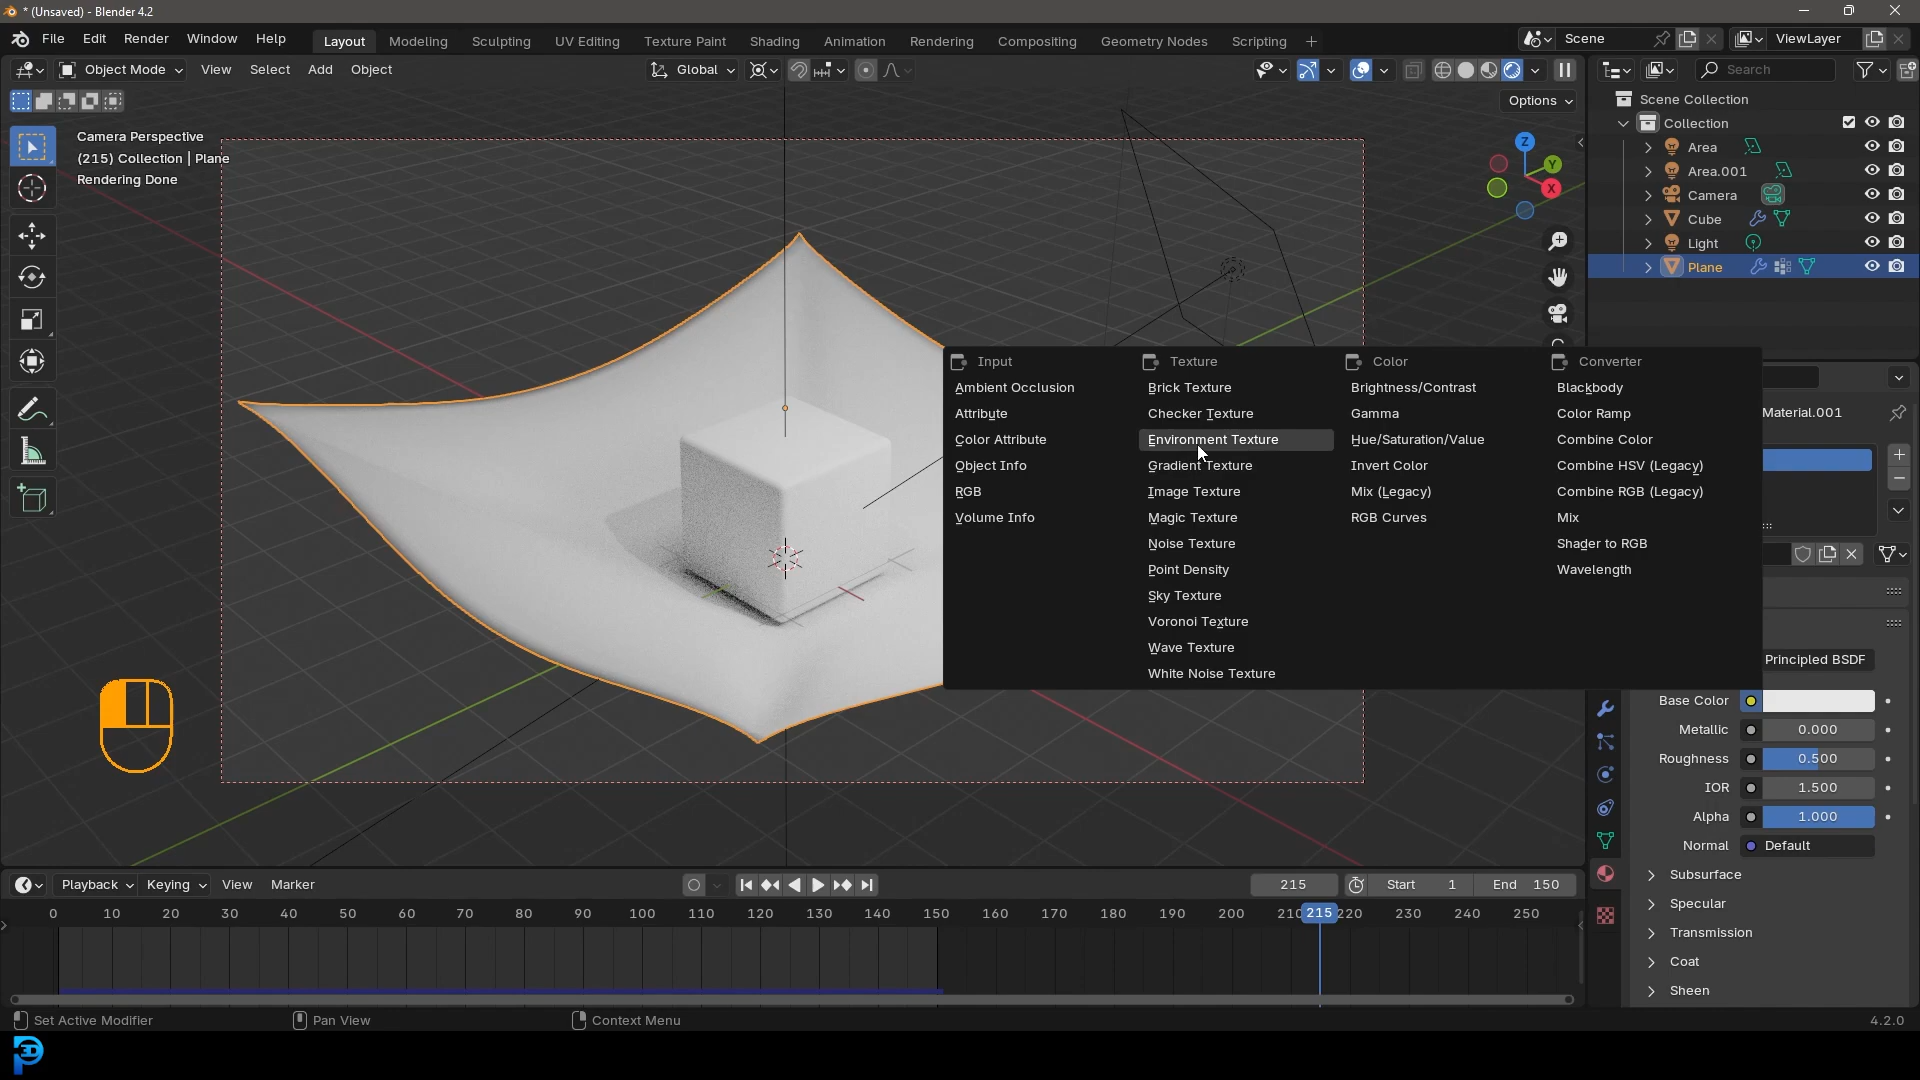 * (Unsaved) - Blender 4.2
File Edit Render Window Help
Layout Modeling Sculpting UV Editing Texture Paint Shading Animation Rendering Compositing Geometry Nodes Scripting +
Scene
ViewLayer
Object Mode View Select Add Object
Global
Search
Options
Camera Perspective
(215) Collection | Plane
Rendering Done
Z
Y
X
Scene Collection
Collection
Area
Area.001
Camera
Cube
Light
Plane
Input
Ambient Occlusion
Attribute
Color Attribute
Object Info
RGB
Volume Info
Texture
Brick Texture
Checker Texture
Environment Texture
Gradient Texture
Image Texture
Magic Texture
Noise Texture
Point Density
Sky Texture
Voronoi Texture
Wave Texture
White Noise Texture
Color
Brightness/Contrast
Gamma
Hue/Saturation/Value
Invert Color
Mix (Legacy)
RGB Curves
Converter
Blackbody
Color Ramp
Combine Color
Combine HSV (Legacy)
Combine RGB (Legacy)
Mix
Shader to RGB
Wavelength
Material.001
Principled BSDF
Base Color
Metallic 0.000
Roughness 0.500
IOR 1.500
Alpha 1.000
Normal Default
Subsurface
Specular
Transmission
Coat
Sheen
Playback Keying View Marker
215 Start 1 End 150
0 10 20 30 40 50 60 70 80 90 100 110 120 130 140 150 160 170 180 190 200 210 215 220 230 240 250
Set Active Modifier Pan View Context Menu 4.2.0